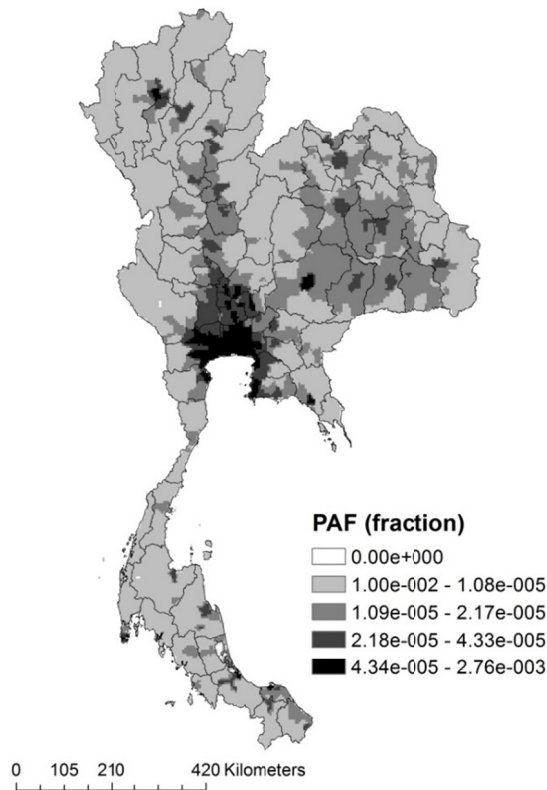 PAF (fraction)
0.00e+000
1.00e-002 - 1.08e-005
1.09e-005 - 2.17e-005
2.18e-005 - 4.33e-005
4.34e-005 - 2.76e-003
0 105 210 420 Kilometers